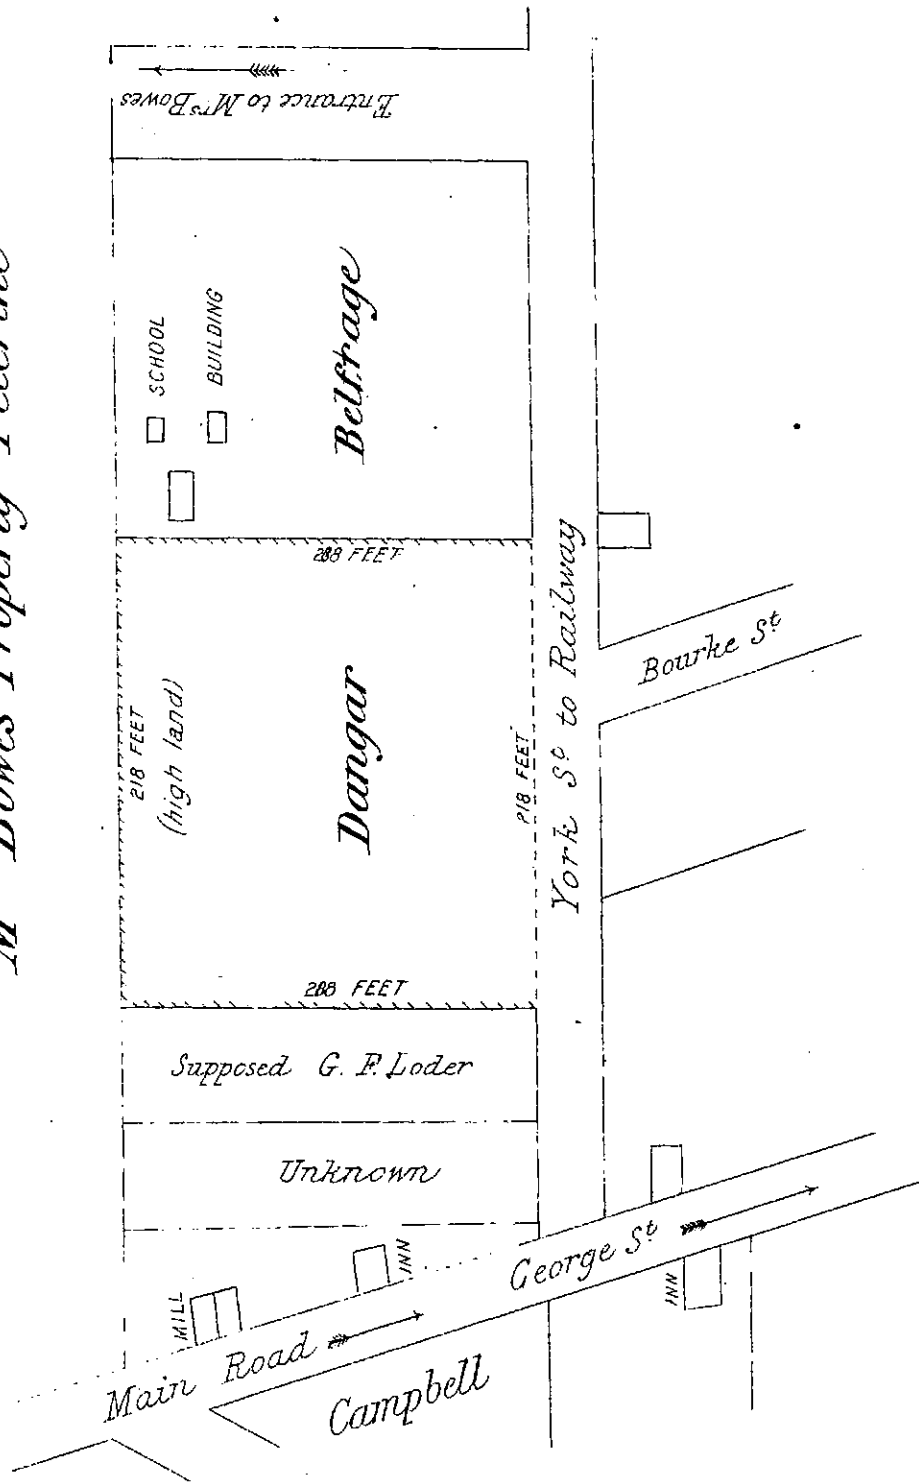 Entrance to Mrs Bowes
SCHOOL
BUILDING
Belfrage
288 FEET
218 FEET
(high land)
Dangar
218 FEET
York St to Railway
Bourke St
288 FEET
Supposed G. F. Loder
Unknown
INN
MILL
George St
INN
Main Road
Campbell